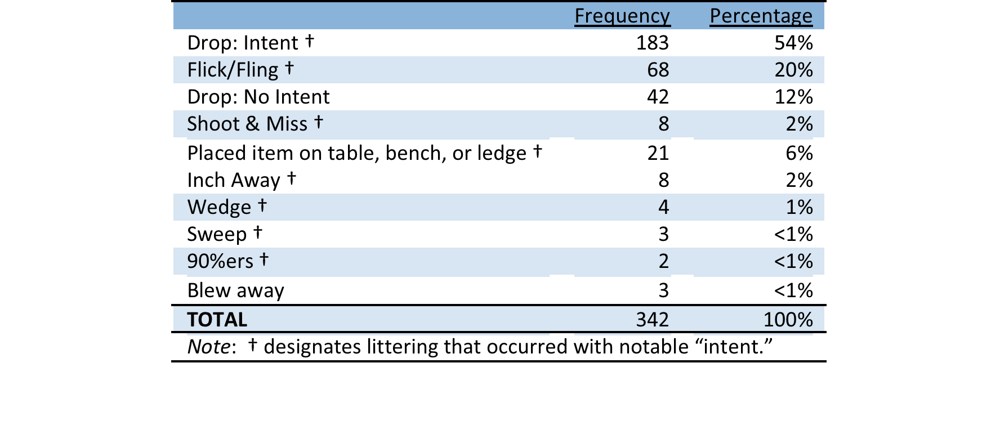 Frequency Percentage
Drop: Intent † 183 54%
Flick/Fling † 68 20%
Drop: No Intent 42 12%
Shoot & Miss † 8 2%
Placed item on table, bench, or ledge † 21 6%
Inch Away † 8 2%
Wedge † 4 1%
Sweep † 3 <1%
90%ers † 2 <1%
Blew away 3 <1%
TOTAL 342 100%
Note: † designates littering that occurred with notable “intent.”